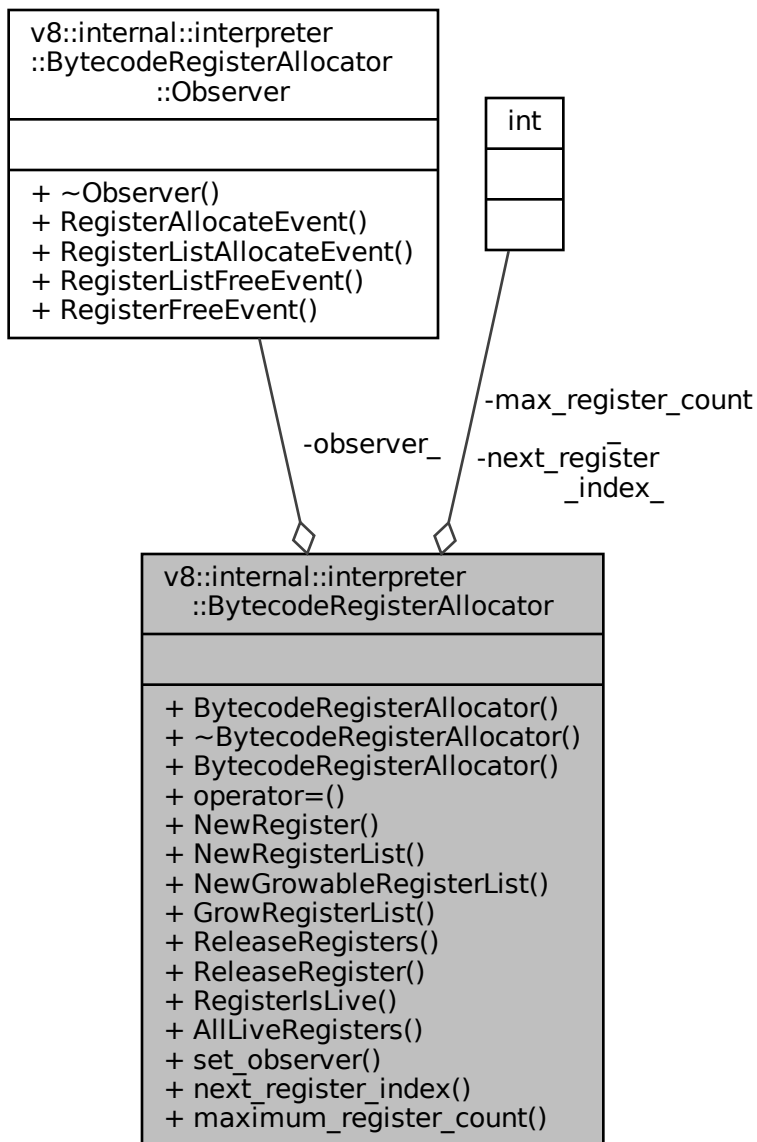 v8::internal::interpreter
::BytecodeRegisterAllocator
::Observer
+ ~Observer()
+ RegisterAllocateEvent()
+ RegisterListAllocateEvent()
+ RegisterListFreeEvent()
+ RegisterFreeEvent()
int
-max_register_count
_
-observer_
-next_register
_index_
v8::internal::interpreter
::BytecodeRegisterAllocator
+ BytecodeRegisterAllocator()
+ ~BytecodeRegisterAllocator()
+ BytecodeRegisterAllocator()
+ operator=()
+ NewRegister()
+ NewRegisterList()
+ NewGrowableRegisterList()
+ GrowRegisterList()
+ ReleaseRegisters()
+ ReleaseRegister()
+ RegisterIsLive()
+ AllLiveRegisters()
+ set_observer()
+ next_register_index()
+ maximum_register_count()